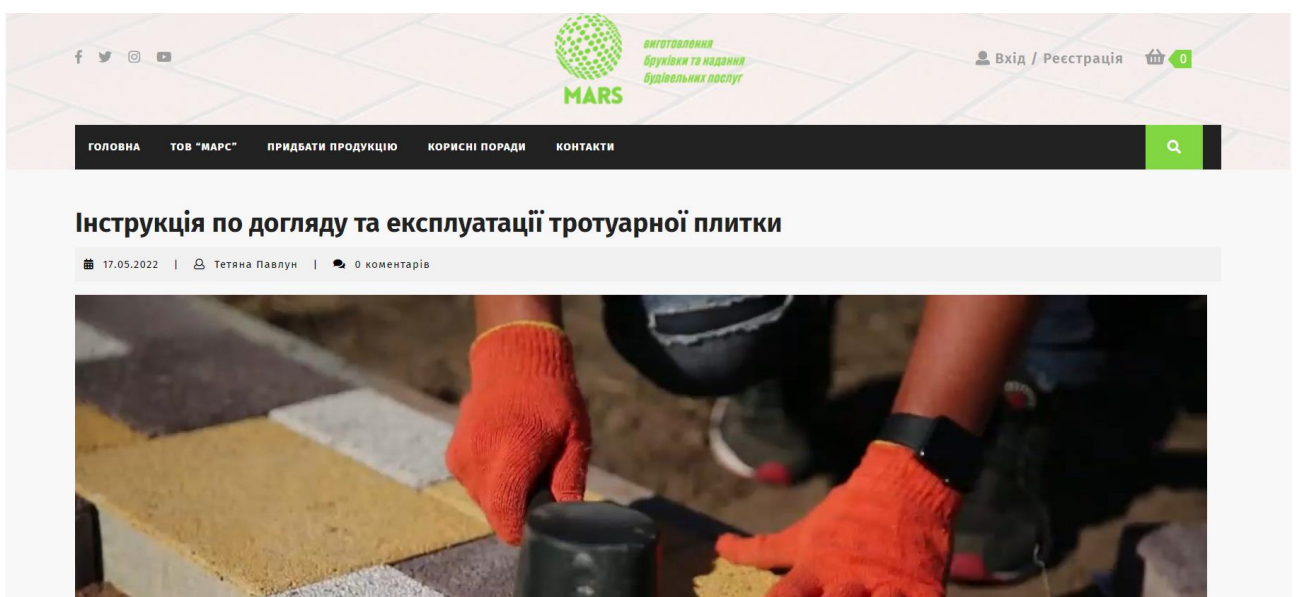 виготовлення
бруківки та надання
будівельних послуг
MARS
Вхід / Реєстрація
0
ГОЛОВНА
ТОВ "МАРС"
ПРИДБАТИ ПРОДУКЦІЮ
КОРИСНІ ПОРАДИ
КОНТАКТИ
Інструкція по догляду та експлуатації тротуарної плитки
17.05.2022 | Тетяна Павлун | 0 коментарів